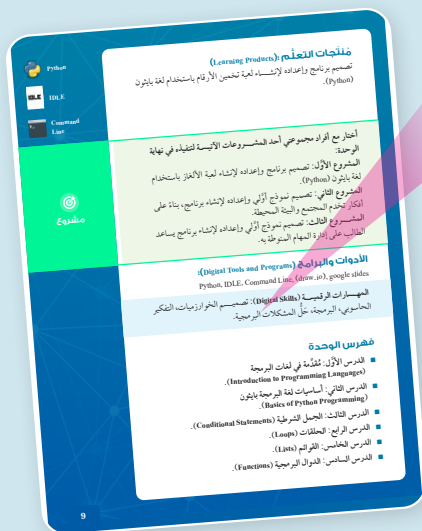 مُنْتَجات التعلُّم (Learning Products):
تصميم برنامج وإعداده لإنشاء لعبة تخمين الأرقام باستخدام لغة بايثون
(Python).
Python
IDLE
Command
Line
أختار مع أفراد مجموعتي أحد المشروعات الآتية لتنفيذه في نهاية
الوحدة:
المشروع الأوَّل: تصميم برنامج وإعداده لإنشاء لعبة الألغاز باستخدام
لغة بايثون (Python).
المشروع الثاني: تصميم نموذج أوَّلي وإعداده لإنشاء برنامج، بناءً على
أفكار تخدم المجتمع والبيئة المحيطة.
المشروع الثالث: تصميم نموذج أوَّلي وإعداده لإنشاء برنامج يساعد
الطالب على إدارة المهام المنوطة به.
مشروع
الأدوات والبرامج (Digital Tools and Programs):
Python, IDLE, Command Line, (draw.io), google slides
المهارات الرقمية (Digital Skills): تصميم الخوارزميات، التفكير
الحاسوبي، البرمجة، حَلُّ المشكلات البرمجية.
فهرس الوحدة
■ الدرس الأوَّل: مُقدِّمة في لغات البرمجة
(Introduction to Programming Languages).
■ الدرس الثاني: أساسيات لغة البرمجة بايثون
(Basics of Python Programming).
■ الدرس الثالث: الجمل الشرطية (Conditional Statements).
■ الدرس الرابع: الحلقات (Loops).
■ الدرس الخامس: القوائم (Lists).
■ الدرس السادس: الدوال البرمجية (Functions).
9